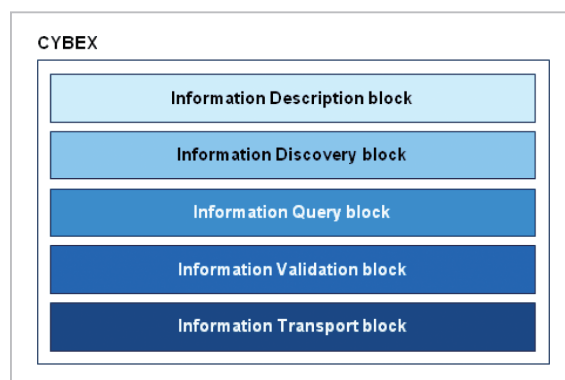 CYBEX
Information Description block
Information Discovery block
Information Query block
Information Validation block
Information Transport block